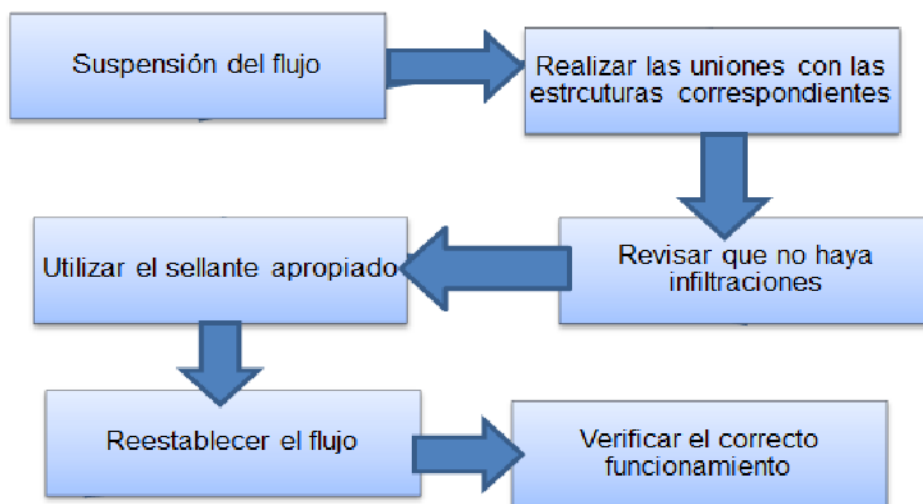 Suspensión del flujo
Realizar las uniones con las
estrcuturas correspondientes
Revisar que no haya
infiltraciones
Utilizar el sellante apropiado
Reestablecer el flujo
Verificar el correcto
funcionamiento